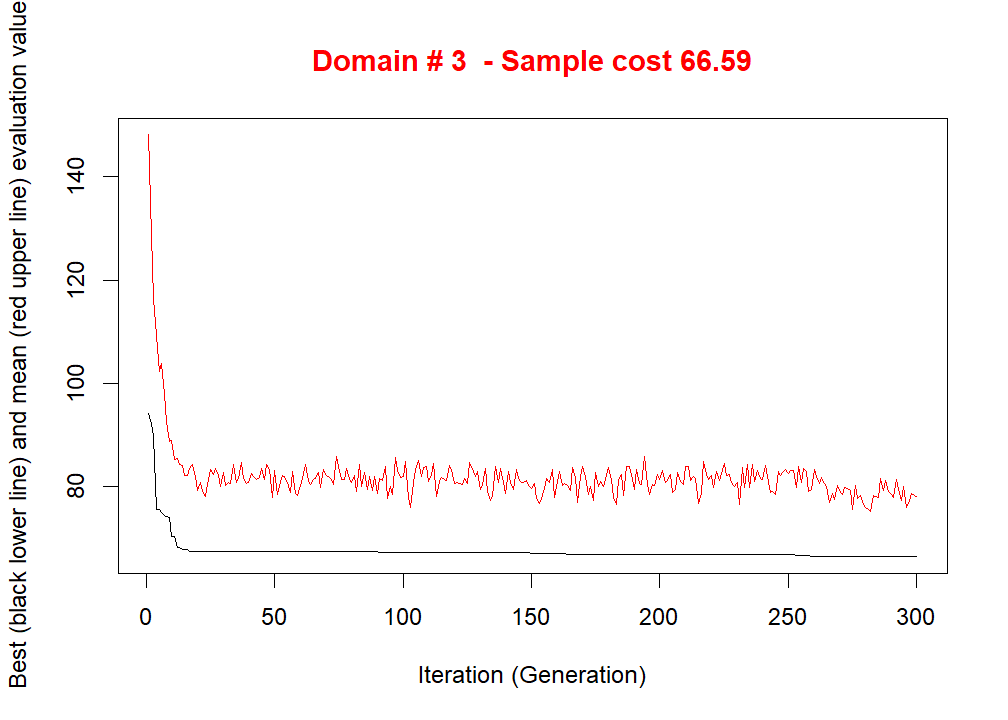 Domain # 3  - Sample cost 66.59
Best (black lower line) and mean (red upper line) evaluation value
140
120
100
80
0 50 100 150 200 250 300
Iteration (Generation)